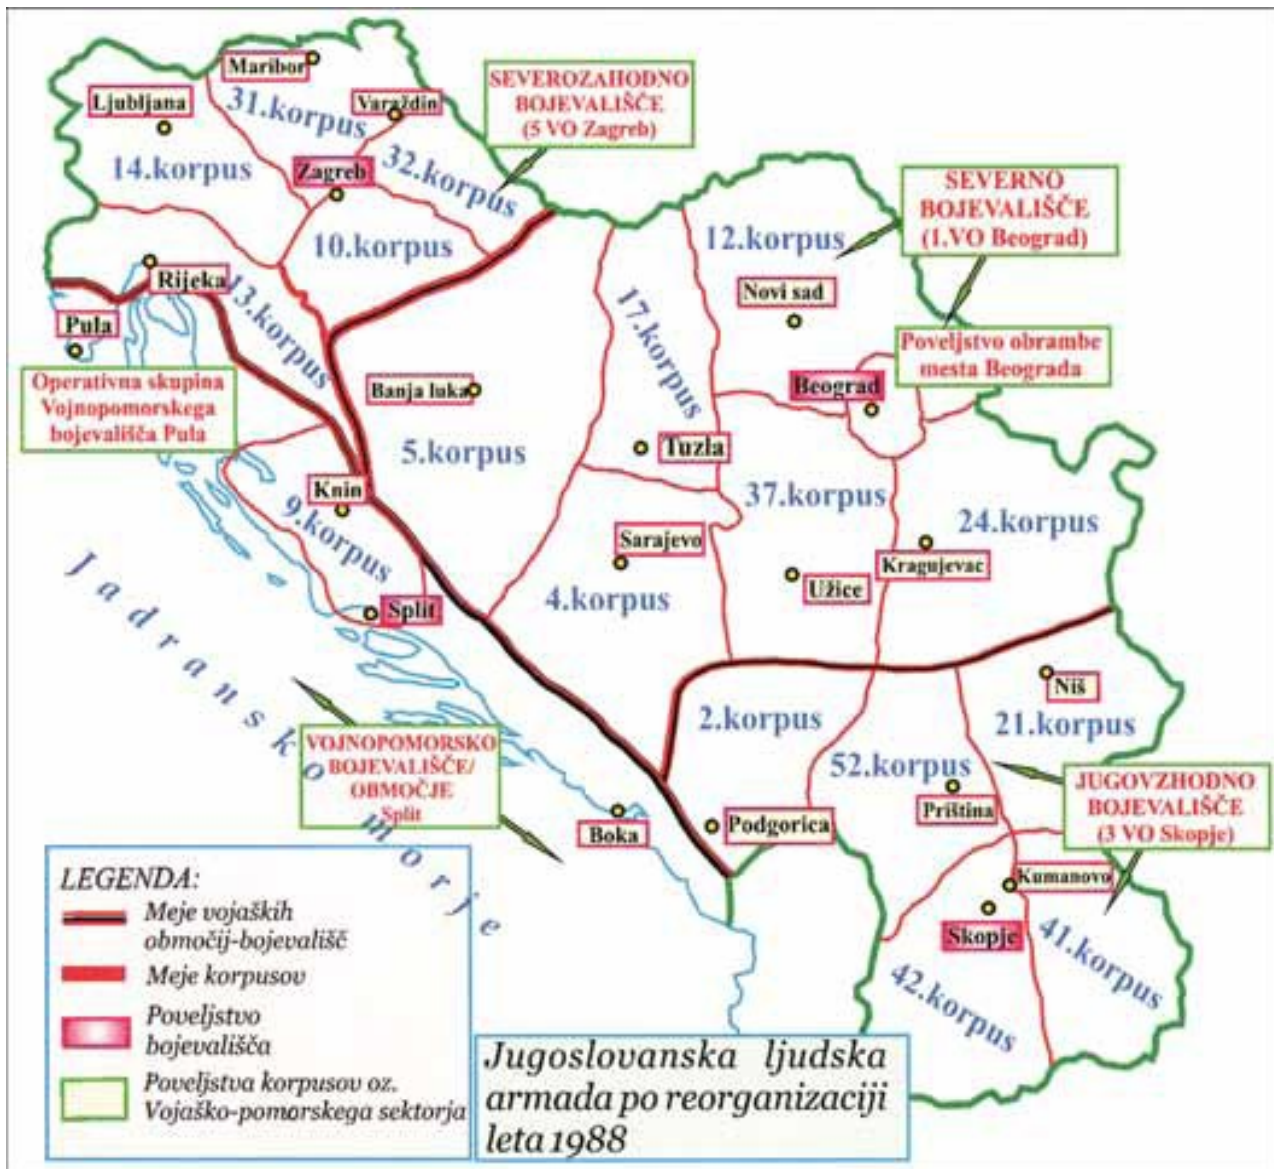 Maribor
Ljubljana
31.korpus
Varaždin
SEVEROZAHODNO
BOJEVALIŠČE
(5 VO Zagreb)
14.korpus
Zagreb
32.korpus
10.korpus
SEVERNO
BOJEVALIŠČE
(1.VO Beograd)
12.korpus
Rijeka
13.korpus
Pula
17.korpus
Novi sad
Poveljstvo obrambe
mesta Beograda
Operativna skupina
Vojnopomorskega
bojevališča Pula
Banja luka
Beograd
5.korpus
Tuzla
Knin
9.korpus
37.korpus
24.korpus
Sarajevo
Kragujevac
4.korpus
Užice
Split
Jadransko morje
Niš
2.korpus
21.korpus
VOJNOPOMORSKO
BOJEVALIŠČE/
OBMOČJE
Split
52.korpus
Priština
JUGOVZHODNO
BOJEVALIŠČE
(3 VO Skopje)
Boka
Podgorica
Kumanovo
Skopje
41.korpus
42.korpus
LEGENDA:
Meje vojaških
območij-bojevališč
Meje korpusov
Poveljstvo
bojevališča
Poveljstva korpusov oz.
Vojaško-pomorskega sektorja
Jugoslovanska ljudska
armada po reorganizaciji
leta 1988